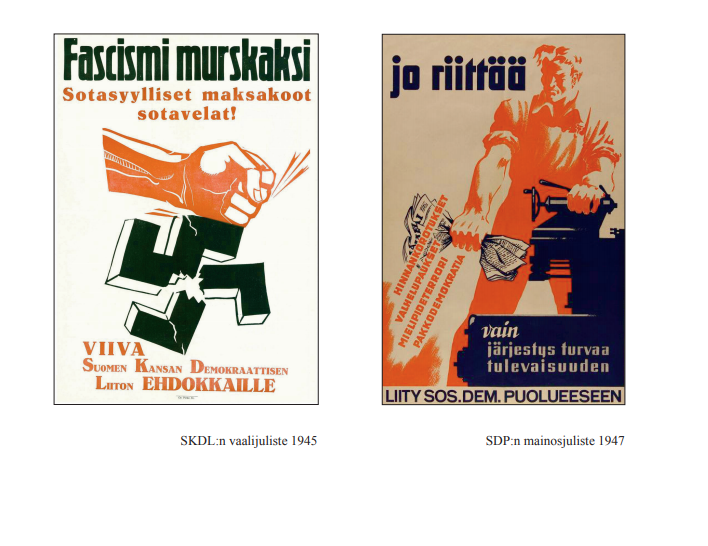 Fascismi murskaksi
Sotasyylliset maksakoot
sotavelat!
VIIVA
SUOMEN KANSAN DEMOKRAATTISEN
LIITON EHDOKKAILLE
SKDL:n vaalijuliste 1945
jo riittää
HINNANKOROTUKSET
VALHELUPAUKSET
MIELIPIDETERRORI
PAKKODEMOKRATIA
vain
järjestys turvaa
tulevaisuuden
LIITY SOS.DEM. PUOLUEESEEN
SDP:n mainosjuliste 1947